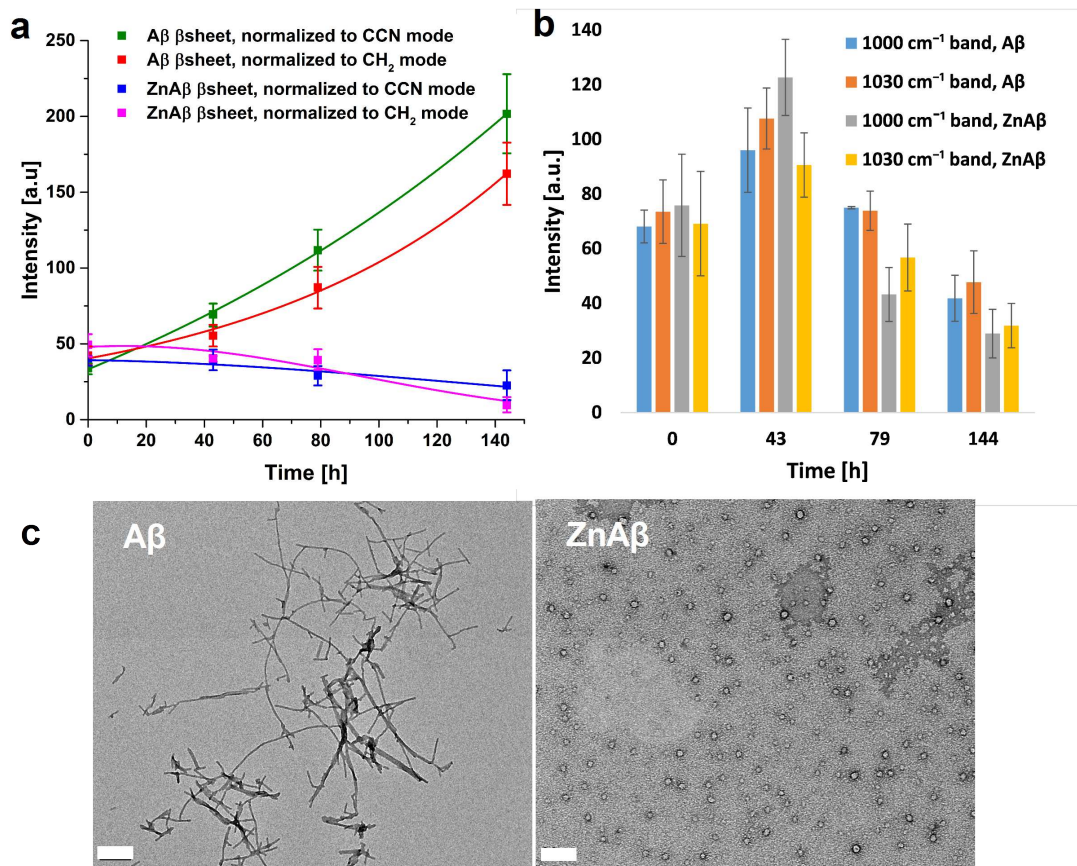 a
Aβ βsheet, normalized to CCN mode
Aβ βsheet, normalized to CH₂ mode
ZnAβ βsheet, normalized to CCN mode
ZnAβ βsheet, normalized to CH₂ mode
250
200
150
100
50
0
Intensity [a.u]
0 20 40 60 80 100 120 140
Time [h]
b
1000 cm⁻¹ band, Aβ
1030 cm⁻¹ band, Aβ
1000 cm⁻¹ band, ZnAβ
1030 cm⁻¹ band, ZnAβ
140
120
100
80
60
40
20
0
Intensity [a.u.]
0 43 79 144
Time [h]
c
Aβ
ZnAβ